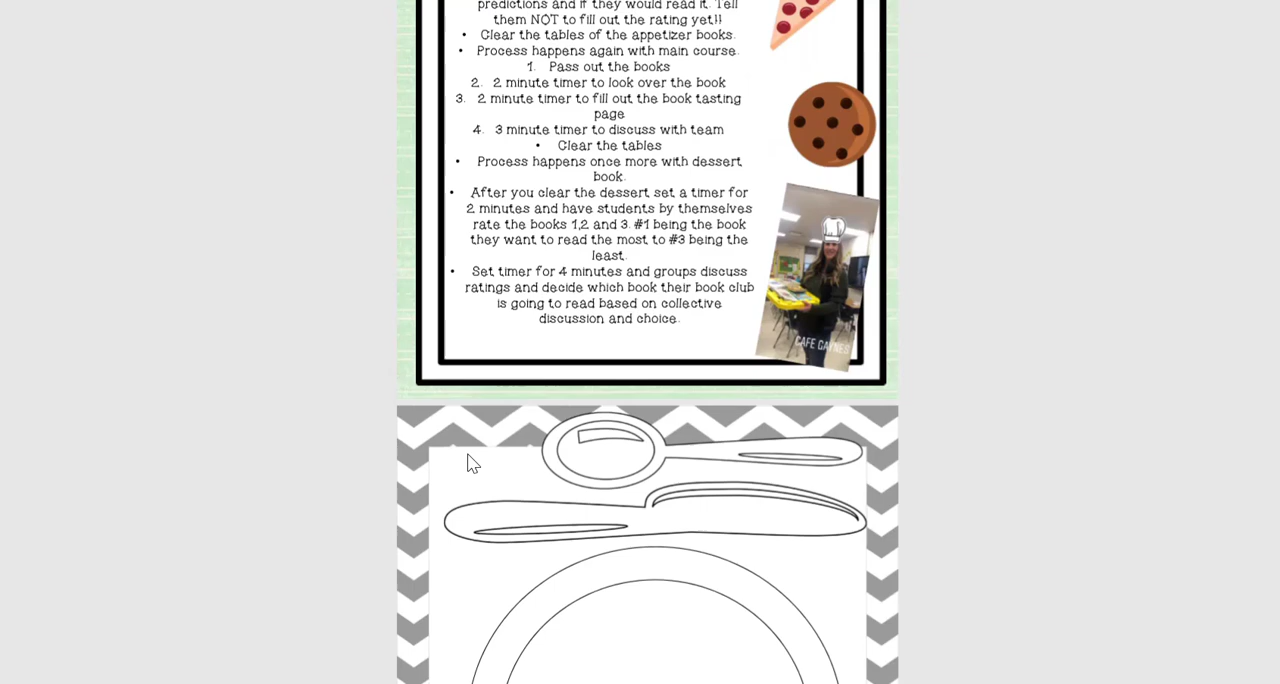 predictions and if they would read it. Tell
them NOT to fill out the rating yet!!
• Clear the tables of the appetizer books.
• Process happens again with main course.
1. Pass out the books
2. 2 minute timer to look over the book
3. 2 minute timer to fill out the book tasting
page
4. 3 minute timer to discuss with team
• Clear the tables
• Process happens once more with dessert
book.
• After you clear the dessert set a timer for
2 minutes and have students by themselves
rate the books 1,2 and 3. #1 being the book
they want to read the most to #3 being the
least.
• Set timer for 4 minutes and groups discuss
ratings and decide which book their book club
is going to read based on collective
discussion and choice.
CAFE GAYNES